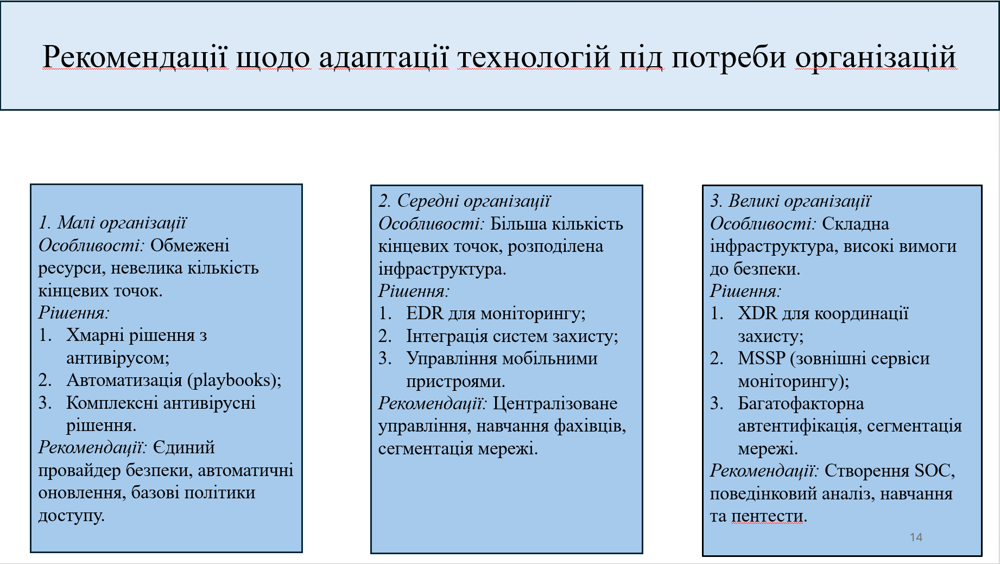 Рекомендації щодо адаптації технологій під потреби організацій
1. Малі організації
Особливості: Обмежені
ресурси, невелика кількість
кінцевих точок.
Рішення:
1. Хмарні рішення з
антивірусом;
2. Автоматизація (playbooks);
3. Комплексні антивірусні
рішення.
Рекомендації: Єдиний
провайдер безпеки, автоматичні
оновлення, базові політики
доступу.
2. Середні організації
Особливості: Більша кількість
кінцевих точок, розподілена
інфраструктура.
Рішення:
1. EDR для моніторингу;
2. Інтеграція систем захисту;
3. Управління мобільними
пристроями.
Рекомендації: Централізоване
управління, навчання фахівців,
сегментація мережі.
3. Великі організації
Особливості: Складна
інфраструктура, високі вимоги
до безпеки.
Рішення:
1. XDR для координації
захисту;
2. MSSP (зовнішні сервіси
моніторингу);
3. Багатофакторна
автентифікація, сегментація
мережі.
Рекомендації: Створення SOC,
поведінковий аналіз, навчання
та пентести.
14